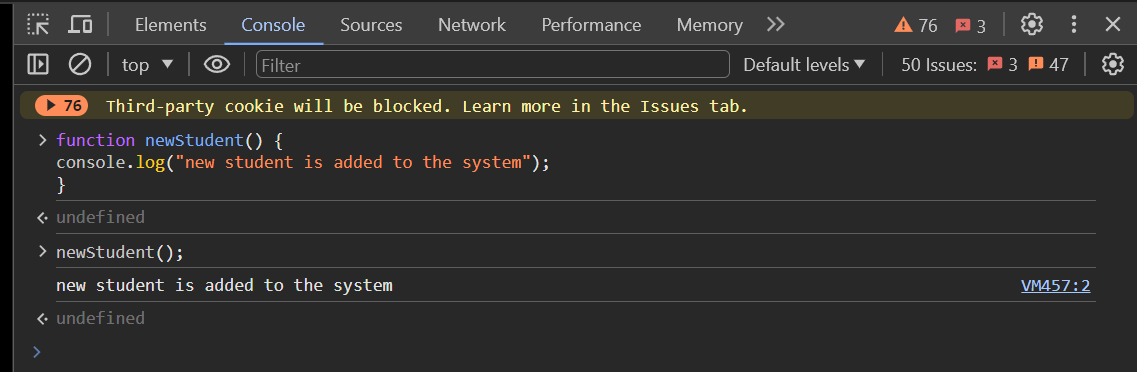 Elements Console Sources Network Performance Memory 76 3
top Filter Default levels 50 Issues: 3 47
76 Third-party cookie will be blocked. Learn more in the Issues tab.
function newStudent() {
console.log("new student is added to the system");
}
undefined
newStudent();
new student is added to the system VM457:2
undefined